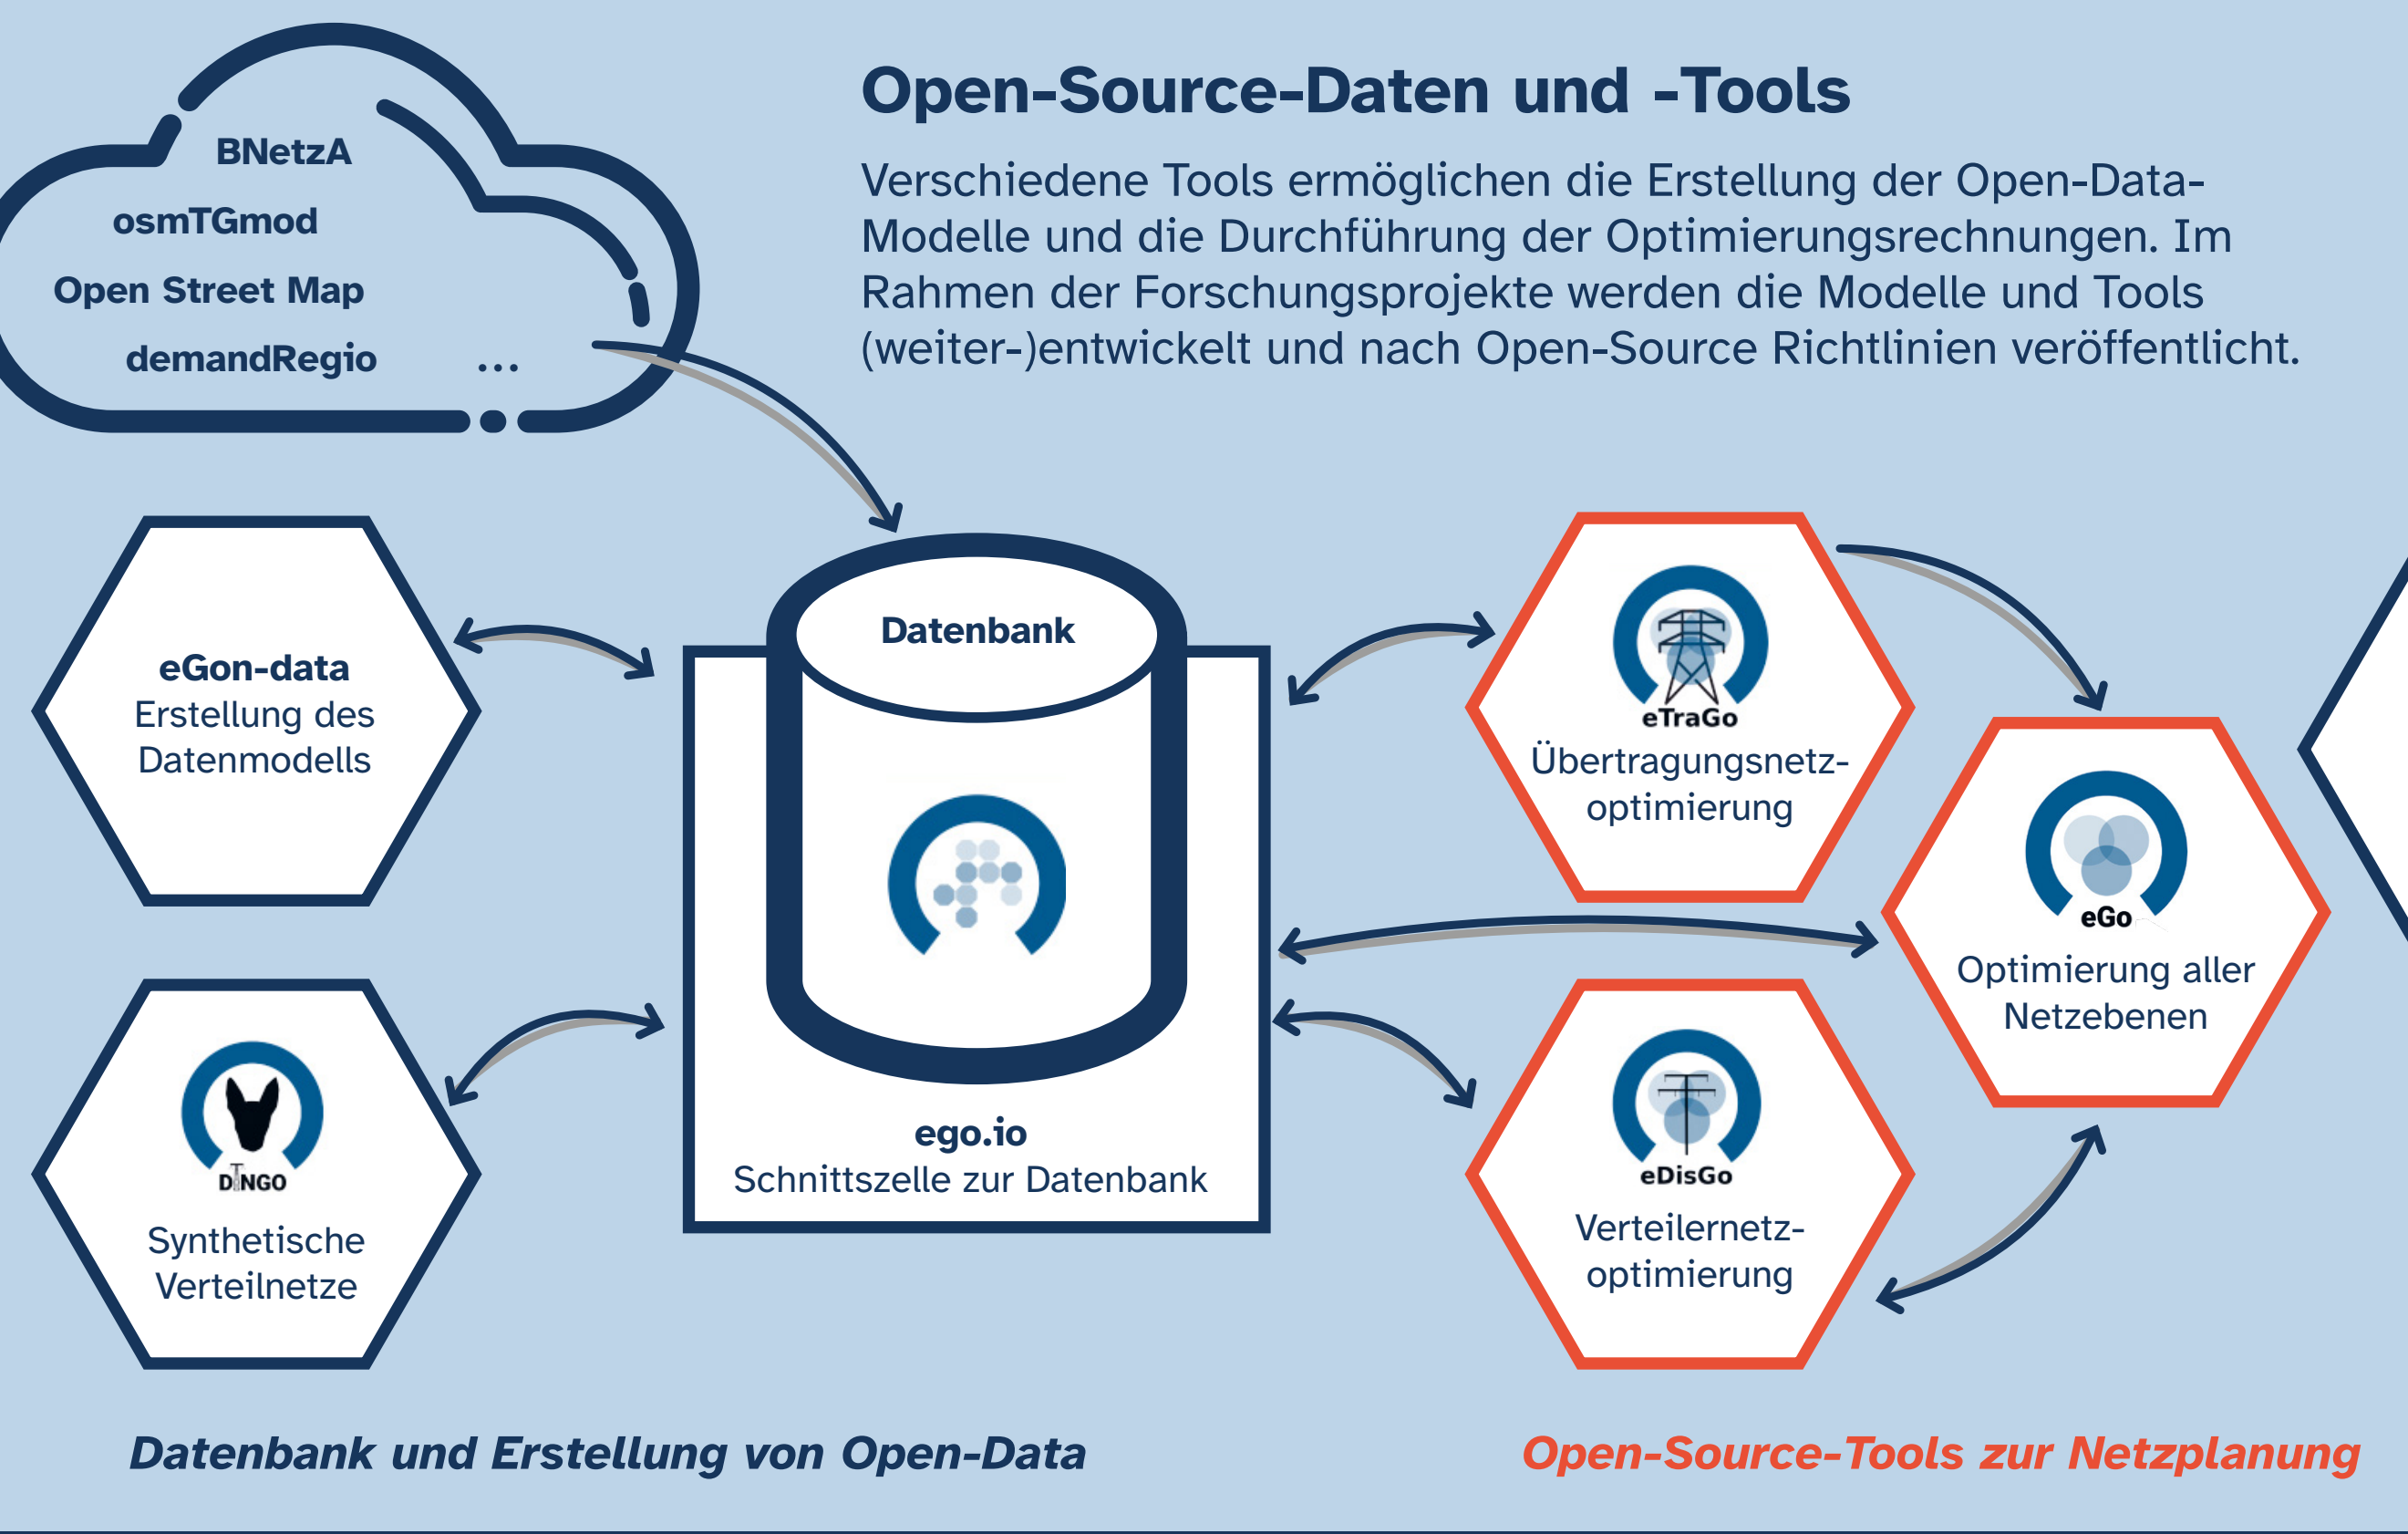 Open-Source-Daten und -Tools
Verschiedene Tools ermöglichen die Erstellung der Open-Data-
Modelle und die Durchführung der Optimierungsrechnungen. Im
Rahmen der Forschungsprojekte werden die Modelle und Tools
(weiter-)entwickelt und nach Open-Source Richtlinien veröffentlicht.
BNetzA
osmTGmod
Open Street Map
demandRegio ...
eGon-data
Erstellung des
Datenmodells
DINGO
Synthetische
Verteilnetze
Datenbank
ego.io
Schnittszelle zur Datenbank
eTraGo
Übertragungsnetz-
optimierung
eGo
Optimierung aller
Netzebenen
eDisGo
Verteilernetz-
optimierung
Datenbank und Erstellung von Open-Data
Open-Source-Tools zur Netzplanung